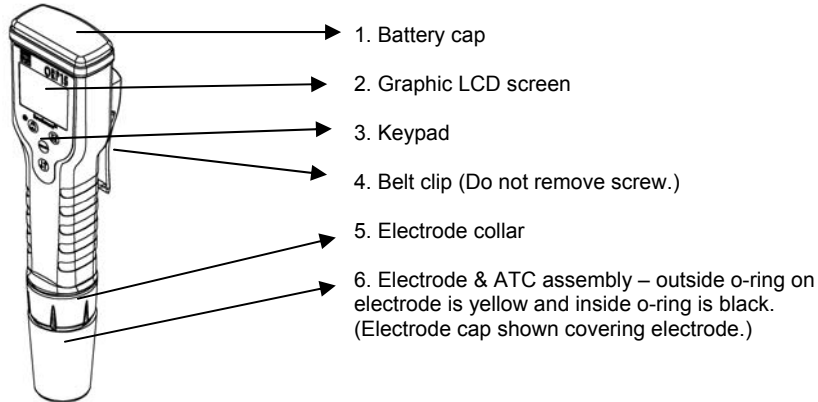 1. Battery cap
2. Graphic LCD screen
3. Keypad
4. Belt clip (Do not remove screw.)
5. Electrode collar
6. Electrode & ATC assembly – outside o-ring on
electrode is yellow and inside o-ring is black.
(Electrode cap shown covering electrode.)